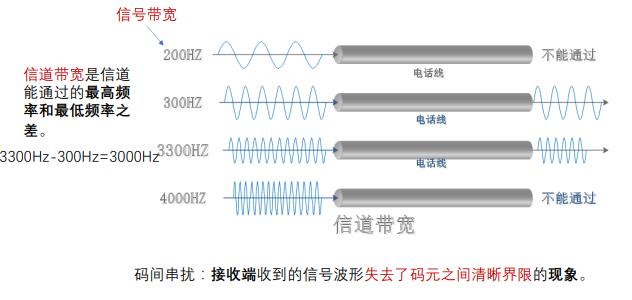 信号带宽
200HZ
不能通过
电话线
信道带宽是信道
能通过的最高频
率和最低频率之
差。
300HZ
电话线
3300Hz-300Hz=3000Hz
3300HZ
电话线
4000HZ
不能通过
信道带宽
码间串扰：接收端收到的信号波形失去了码元之间清晰界限的现象。